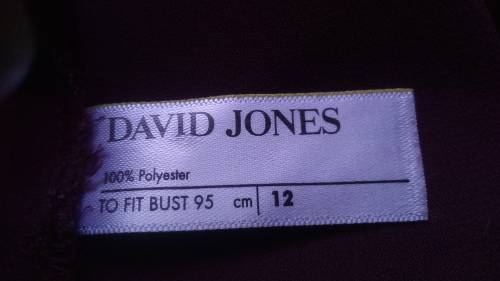 DAVID JONES
100% Polyester
TO FIT BUST 95 cm 12